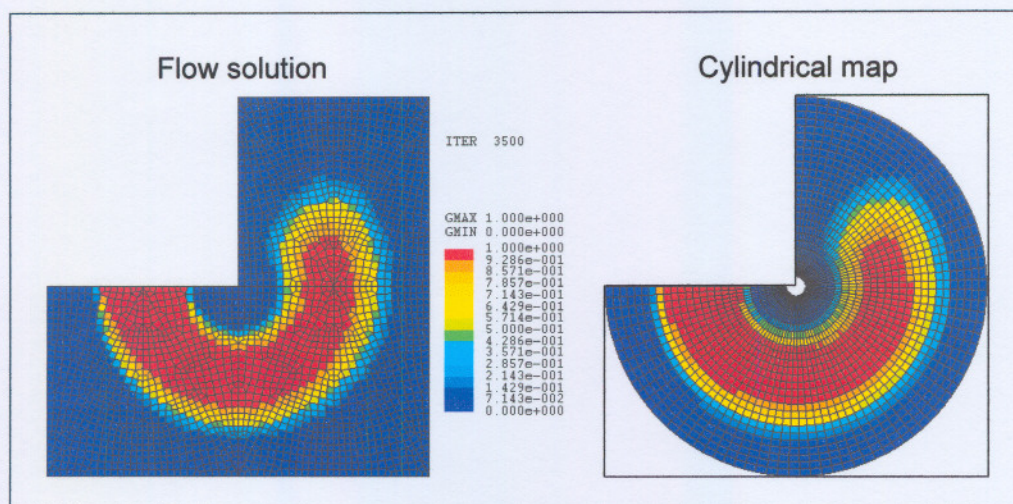 Flow solution
Cylindrical map
ITER 3500
GMAX 1.000e+000
GMIN 0.000e+000
1.000e+000
9.286e-001
8.571e-001
7.857e-001
7.143e-001
6.429e-001
5.714e-001
5.000e-001
4.286e-001
3.571e-001
2.857e-001
2.143e-001
1.429e-001
7.143e-002
0.000e+000